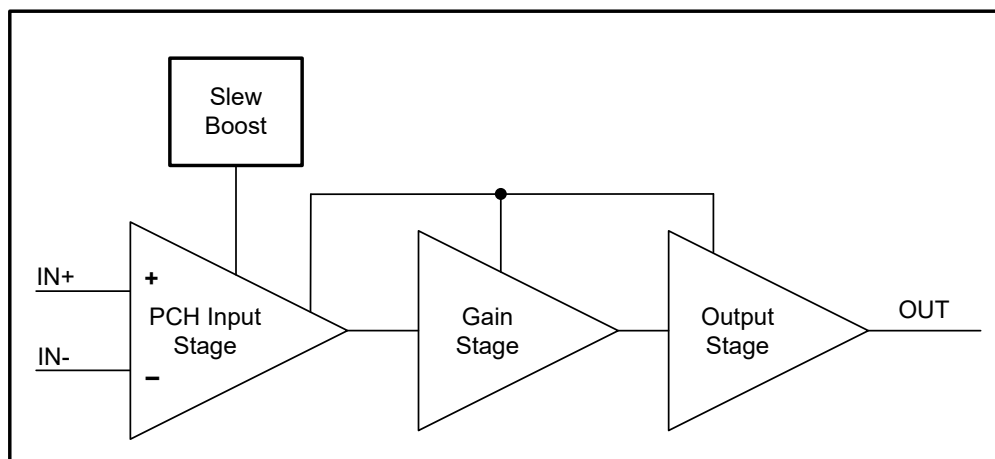 Slew
Boost
IN+
+
PCH Input
Stage
IN-
−
Gain
Stage
Output
Stage
OUT